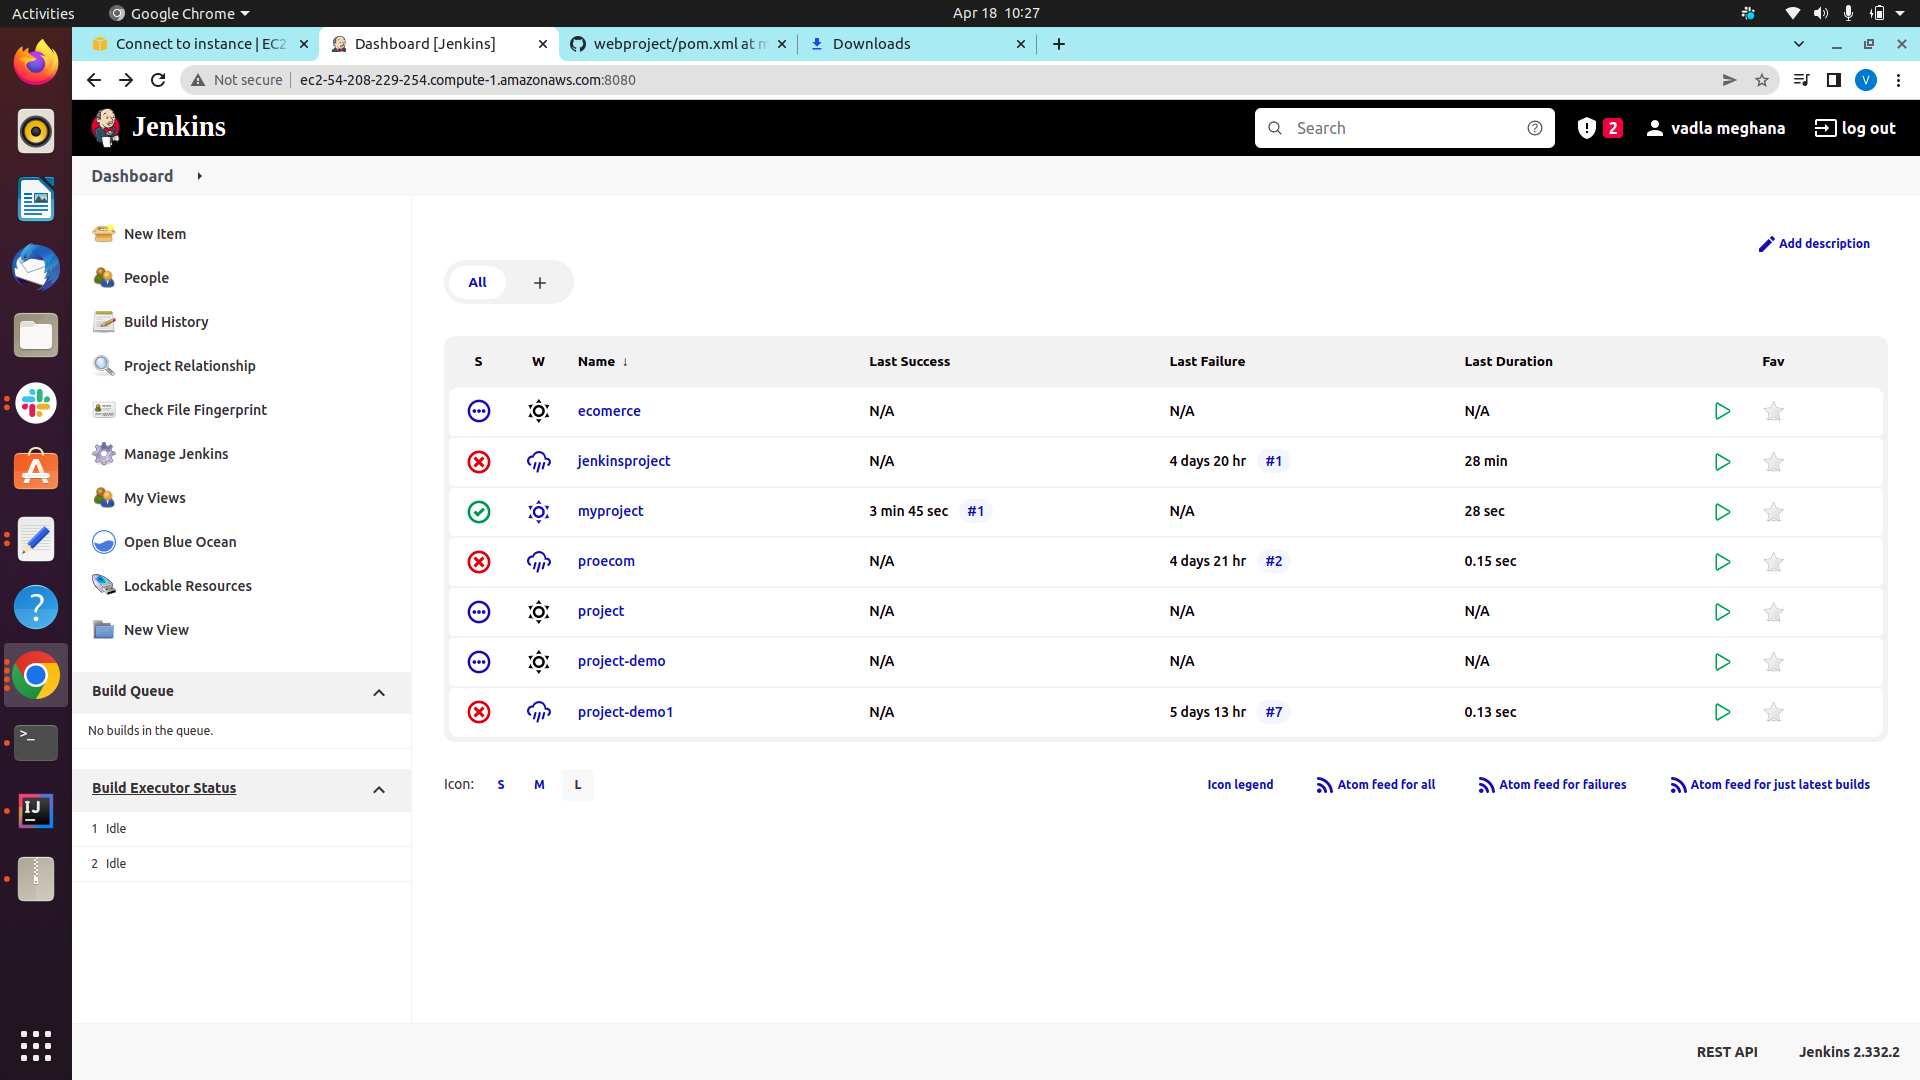 Activities Google Chrome Apr 18 10:27
Connect to instance | EC2 Dashboard [Jenkins] webproject/pom.xml at m Downloads
Not secure ec2-54-208-229-254.compute-1.amazonaws.com:8080 V
Jenkins Search 2 vadla meghana log out
Dashboard
New Item
People
Build History
Project Relationship
Check File Fingerprint
Manage Jenkins
My Views
Open Blue Ocean
Lockable Resources
New View
Build Queue
No builds in the queue.
Build Executor Status
1 Idle
2 Idle
Add description
All +
S W Name ↓ Last Success Last Failure Last Duration Fav
ecomerce N/A N/A N/A
jenkinsproject N/A 4 days 20 hr #1 28 min
myproject 3 min 45 sec #1 N/A 28 sec
proecom N/A 4 days 21 hr #2 0.15 sec
project N/A N/A N/A
project-demo N/A N/A N/A
project-demo1 N/A 5 days 13 hr #7 0.13 sec
Icon: S M L Icon legend Atom feed for all Atom feed for failures Atom feed for just latest builds
REST API Jenkins 2.332.2